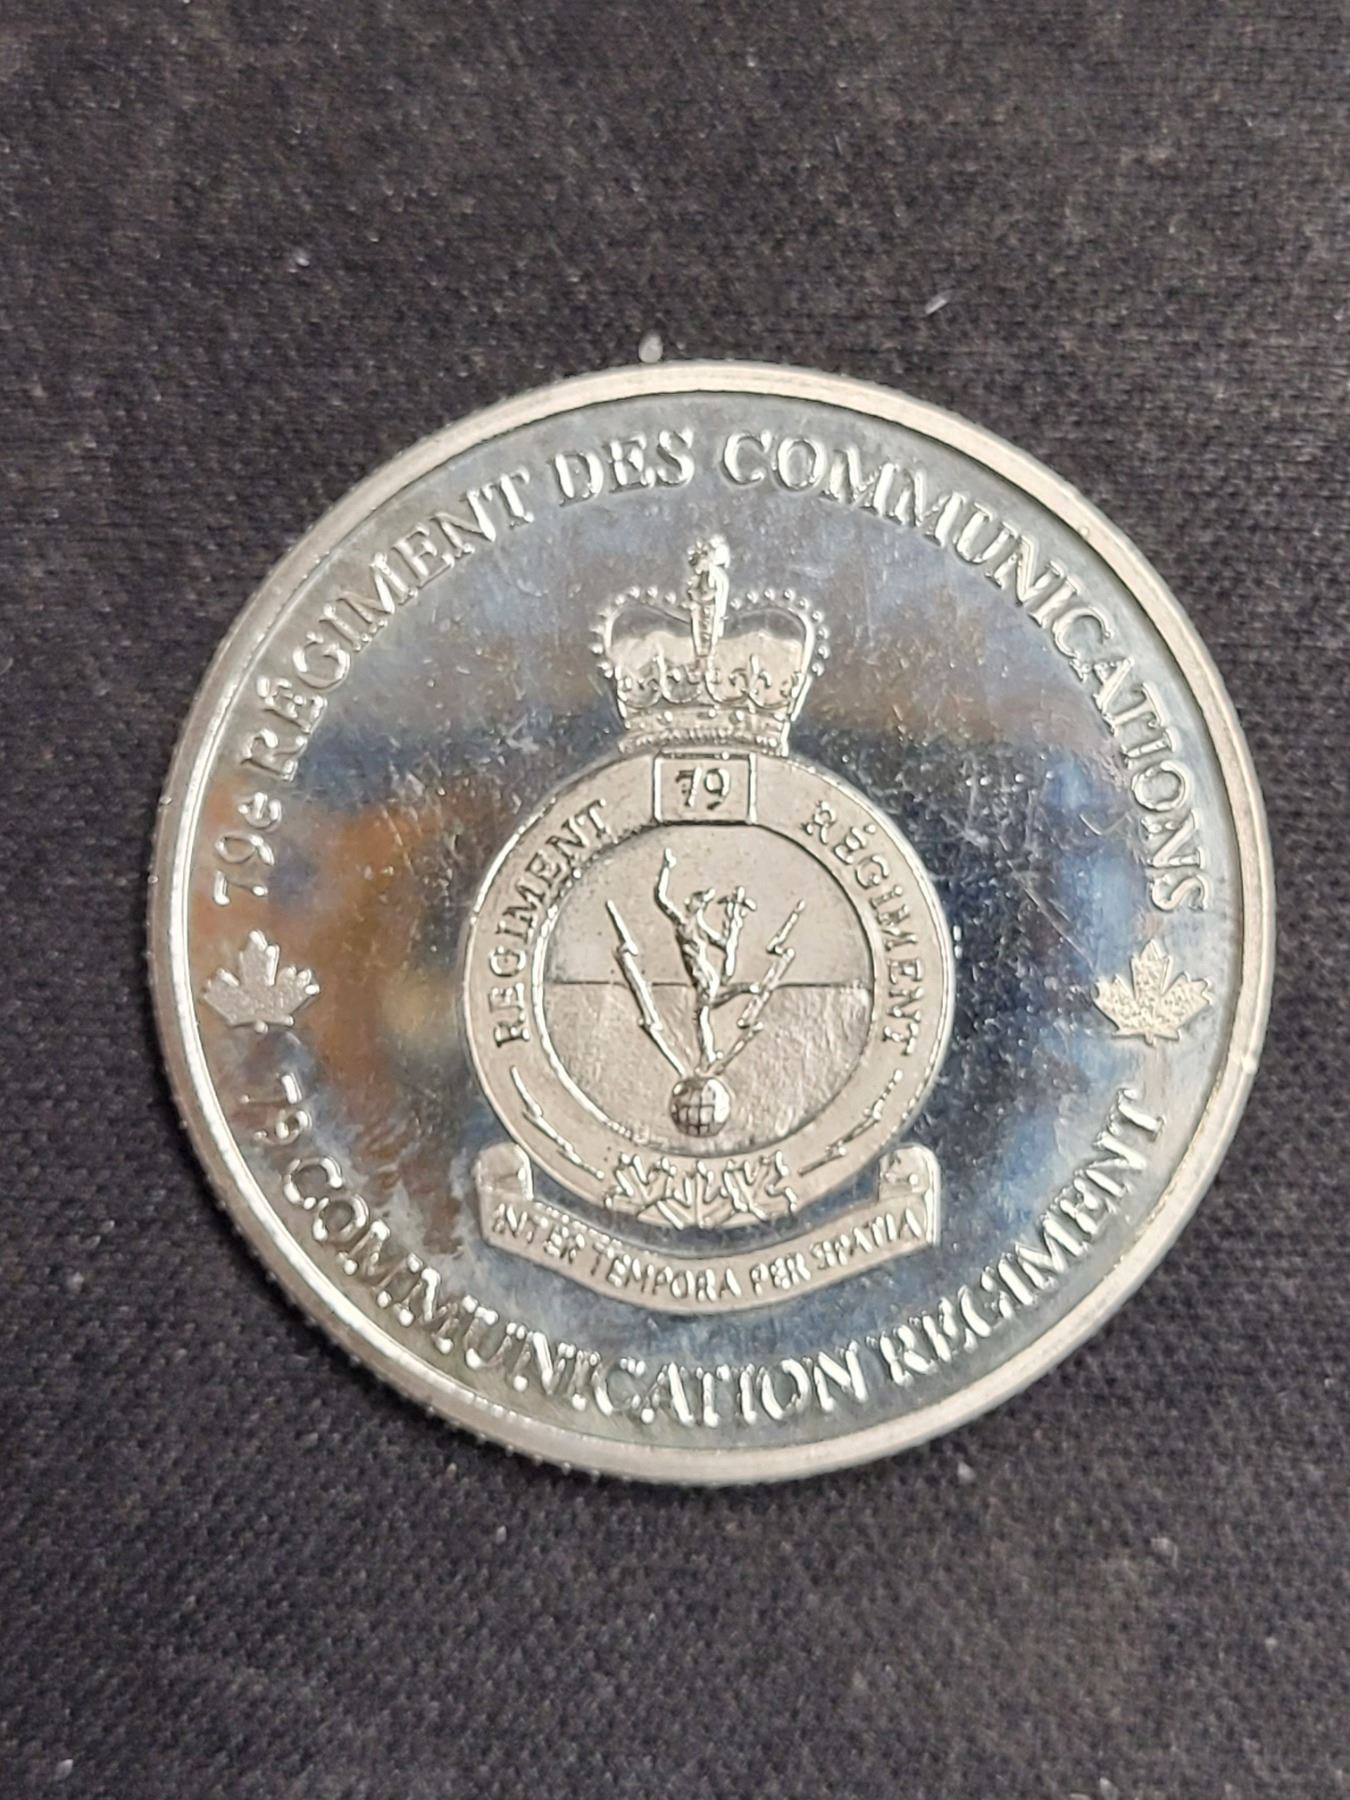 79e RÉGIMENT DES COMMUNICATIONS
79
REGIMENT RÉGIMENT
INTER TEMPORA PER SPATIA
79 COMMUNICATION REGIMENT